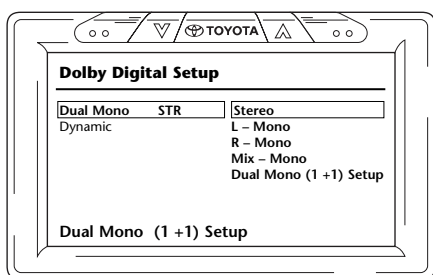 TOYOTA
Dolby Digital Setup
Dual Mono STR
Dynamic
Stereo
L – Mono
R – Mono
Mix – Mono
Dual Mono (1 +1) Setup
Dual Mono (1 +1) Setup